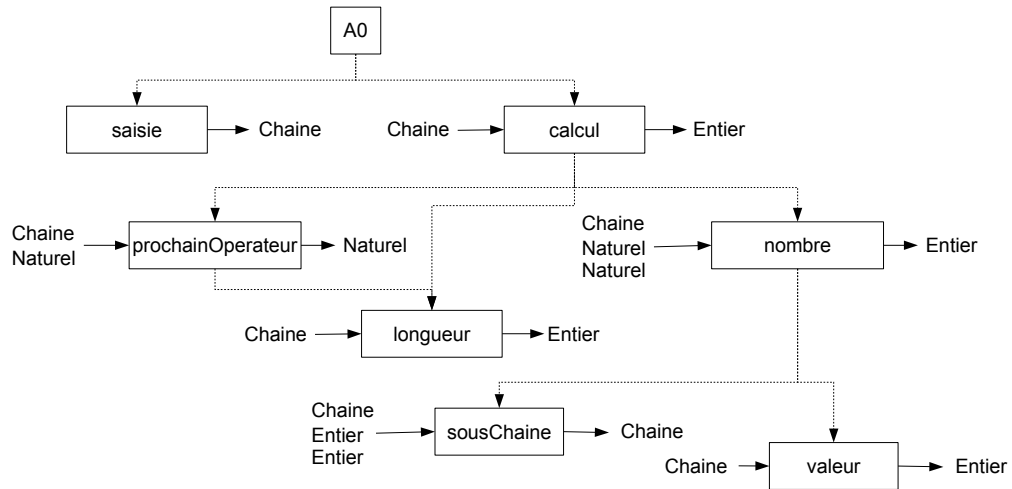 A0
saisie
Chaine
Chaine
calcul
Entier
Chaine
Naturel
prochainOperateur
Naturel
Chaine
Naturel
Naturel
nombre
Entier
Chaine
longueur
Entier
Chaine
Entier
Entier
sousChaine
Chaine
Chaine
valeur
Entier